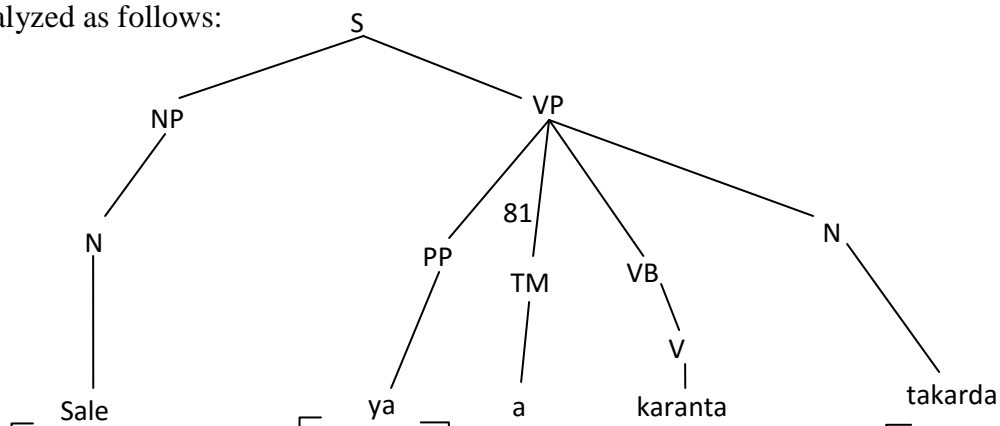 alyzed as follows:
S
NP VP
81
N PP TM VB N
V
Sale ya a karanta takarda